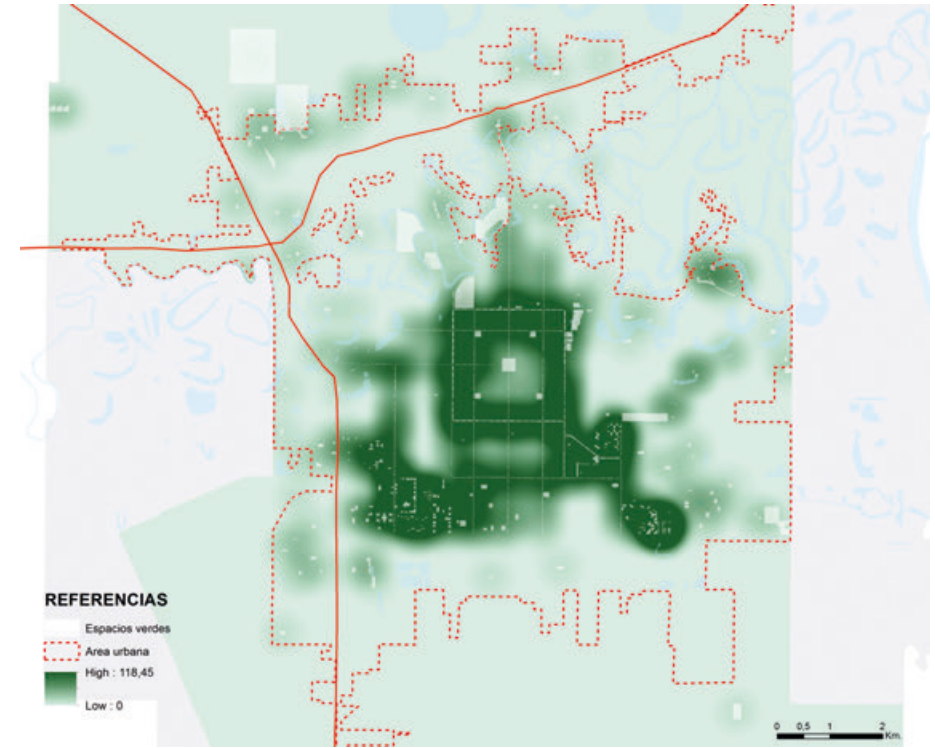 REFERENCIAS
Espacios verdes
Area urbana
High : 118,45
Low : 0
0 0,5 1 2
Km.